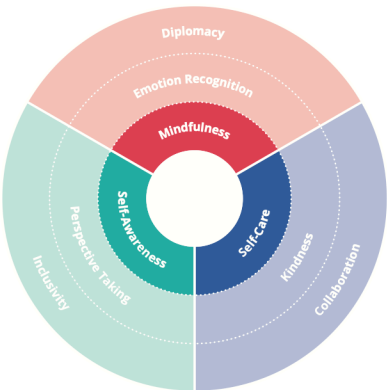 Diplomacy
Emotion Recognition
Mindfulness
Self-Awareness
Perspective Taking
Inclusivity
Self-Care
Kindness
Collaboration